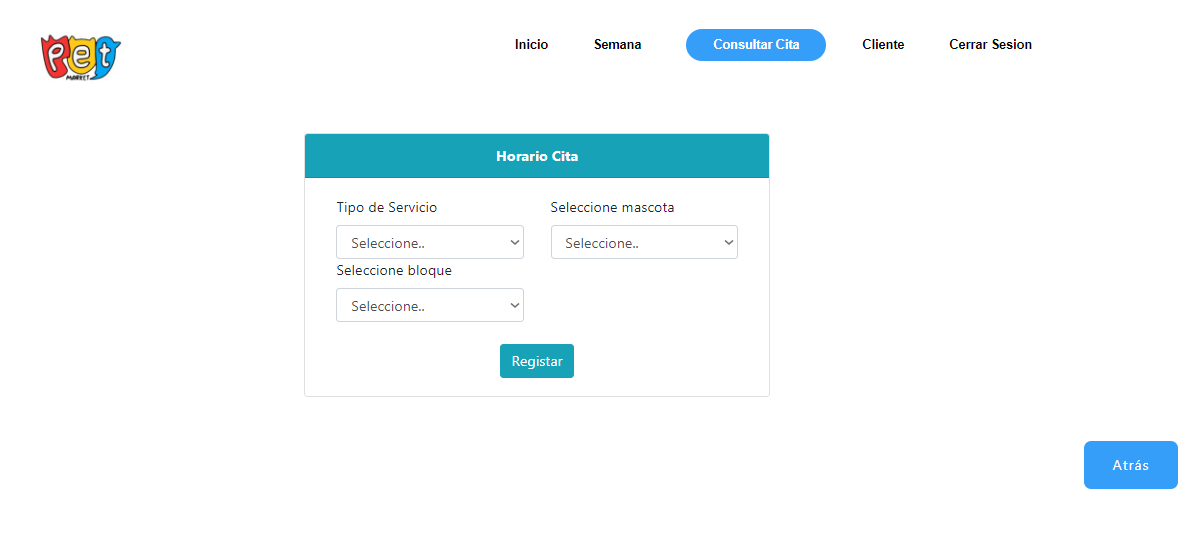 Pet
MARKET
Inicio Semana Consultar Cita Cliente Cerrar Sesion
Horario Cita
Tipo de Servicio Seleccione mascota
Seleccione.. Seleccione..
Seleccione bloque
Seleccione..
Registar
Atrás